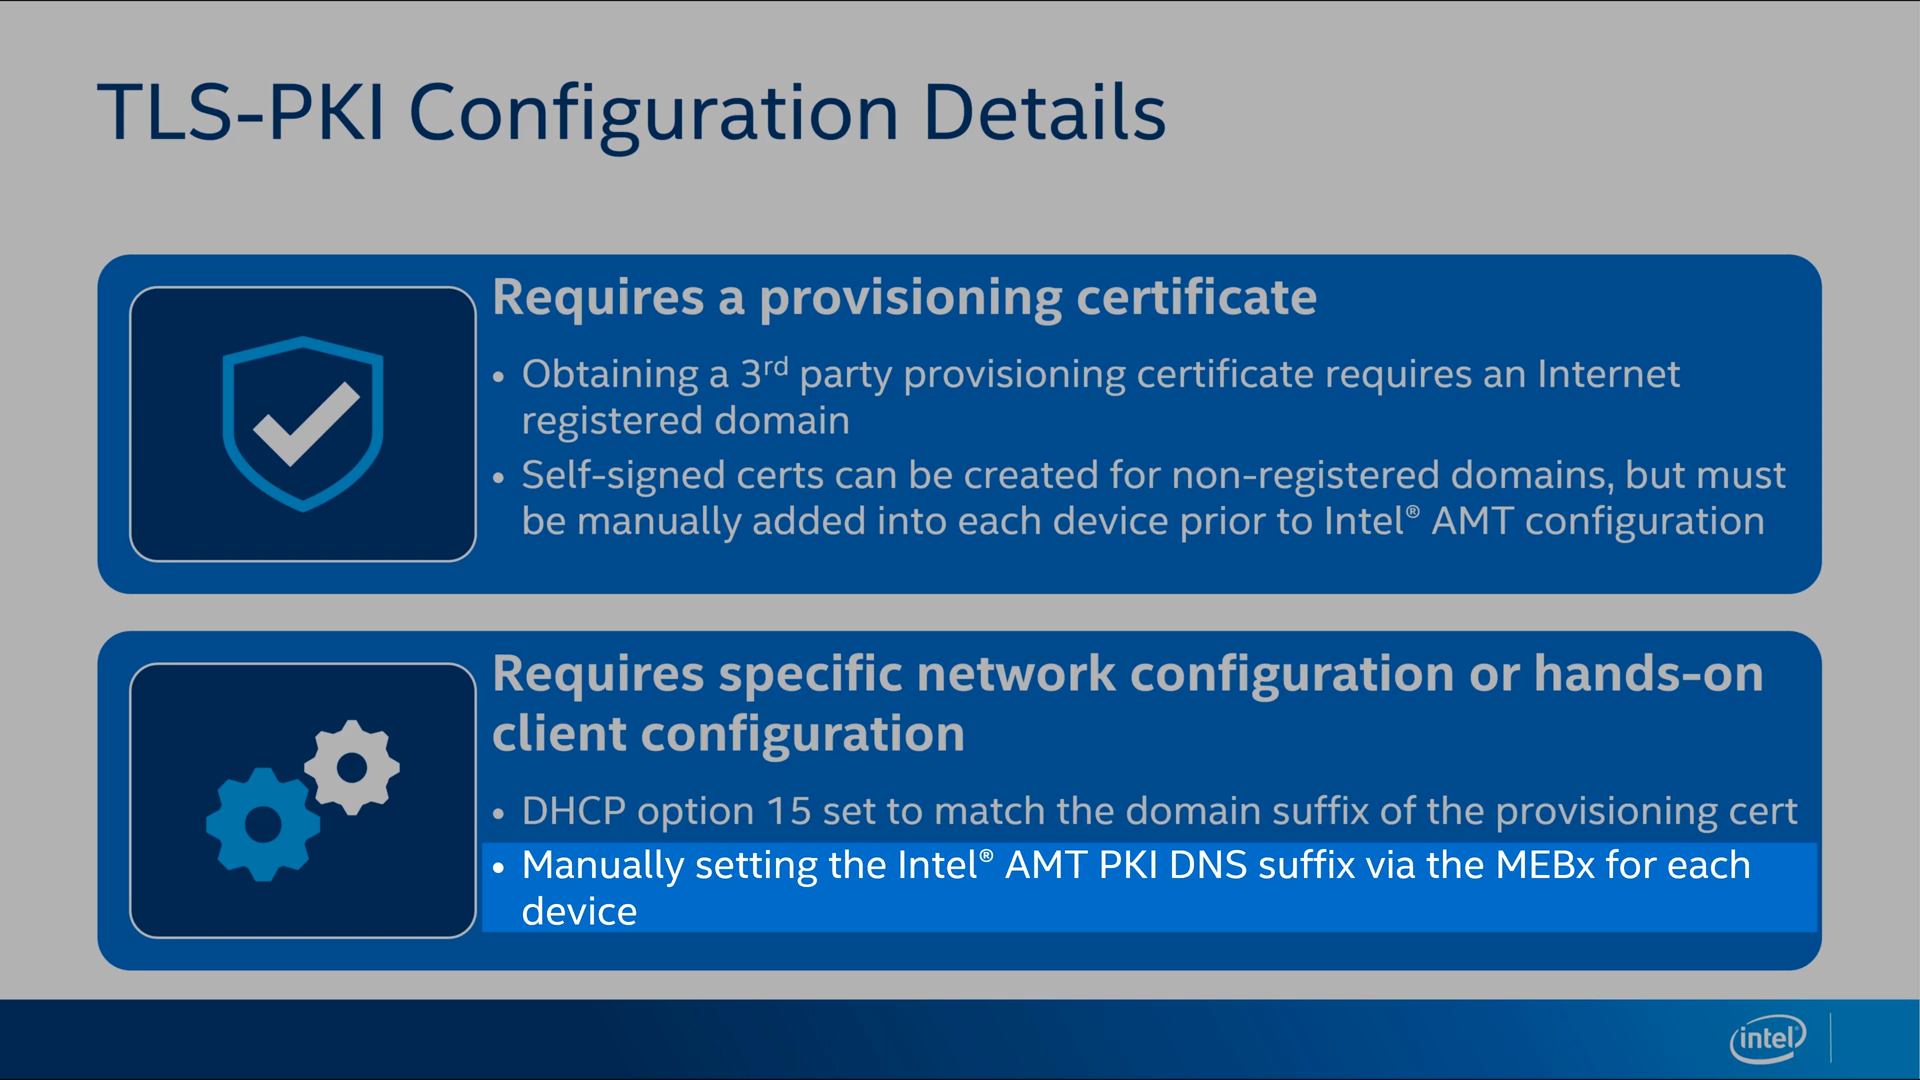 TLS-PKI Configuration Details
Requires a provisioning certificate
• Obtaining a 3rd party provisioning certificate requires an Internet
registered domain
• Self-signed certs can be created for non-registered domains, but must
be manually added into each device prior to Intel® AMT configuration
Requires specific network configuration or hands-on
client configuration
• DHCP option 15 set to match the domain suffix of the provisioning cert
• Manually setting the Intel® AMT PKI DNS suffix via the MEBx for each
device
intel®